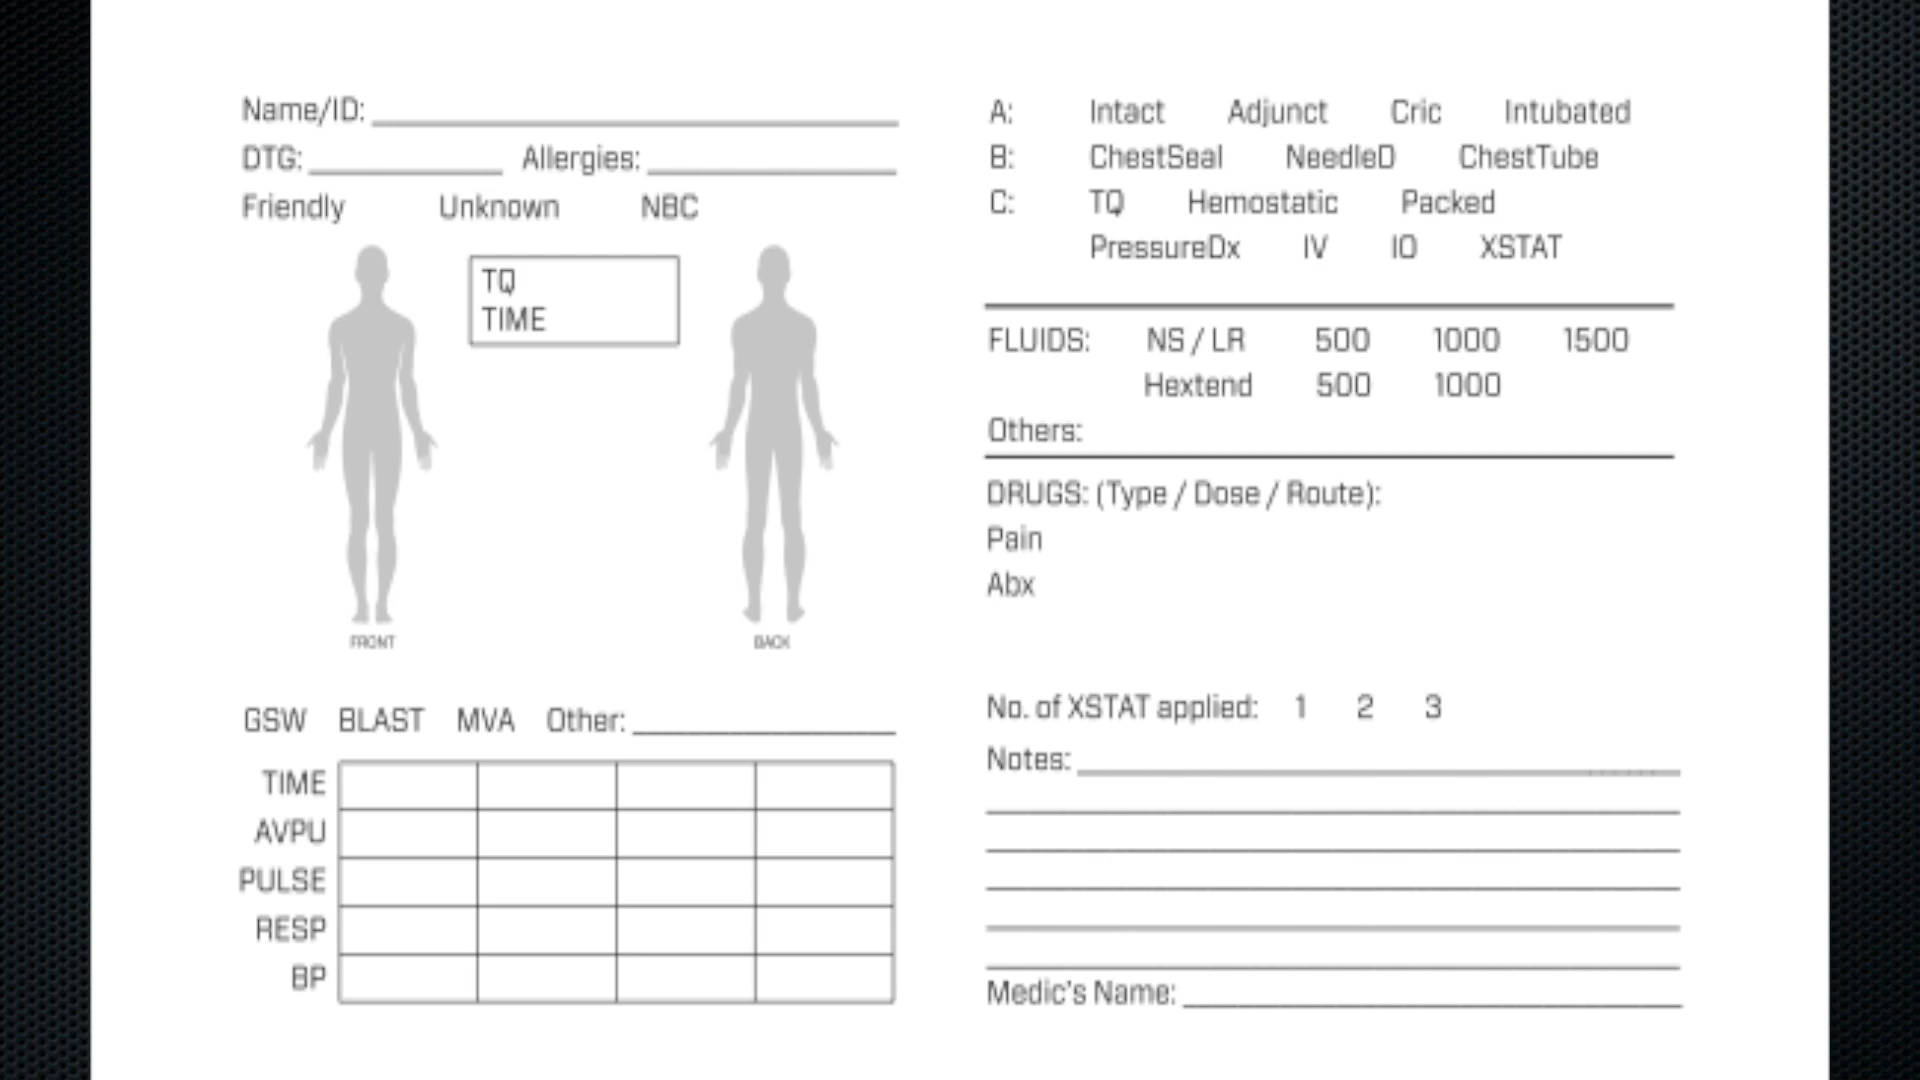 Name/ID:
DTG: Allergies:
Friendly Unknown NBC
TQ
TIME
FRONT BACK
GSW BLAST MVA Other:
TIME
AVPU
PULSE
RESP
BP
A: Intact Adjunct Cric Intubated
B: ChestSeal NeedleD ChestTube
C: TQ Hemostatic Packed
PressureDx IV IO XSTAT
FLUIDS: NS / LR 500 1000 1500
Hextend 500 1000
Others:
DRUGS: (Type / Dose / Route):
Pain
Abx
No. of XSTAT applied: 1 2 3
Notes:
Medic's Name: